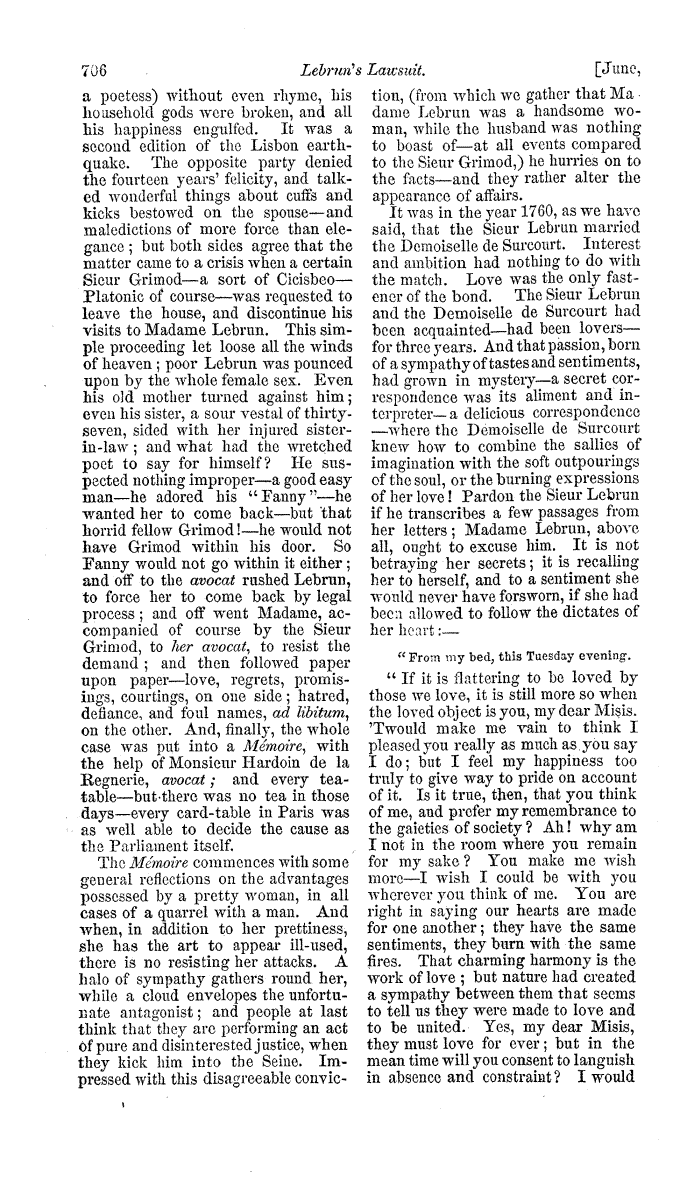 706 Lebrun's Lawsuit. [June,
a poetess) without even rhyme, his
household gods were broken, and all
his happiness engulfed. It was a
second edition of the Lisbon earth-
quake. The opposite party denied
the fourteen years' felicity, and talk-
ed wonderful things about cuffs and
kicks bestowed on the spouse—and
maledictions of more force than ele-
gance; but both sides agree that the
matter came to a crisis when a certain
Sieur Grimod—a sort of Cicisbeo—
Platonic of course—was requested to
leave the house, and discontinue his
visits to Madame Lebrun. This sim-
ple proceeding let loose all the winds
of heaven; poor Lebrun was pounced
upon by the whole female sex. Even
his old mother turned against him;
even his sister, a sour vestal of thirty-
seven, sided with her injured sister-
in-law; and what had the wretched
poet to say for himself? He sus-
pected nothing improper—a good easy
man—he adored his "Fanny"—he
wanted her to come back—but that
horrid fellow Grimod!—he would not
have Grimod within his door. So
Fanny would not go within it either;
and off to the avocat rushed Lebrun,
to force her to come back by legal
process; and off went Madame, ac-
companied of course by the Sieur
Grimod, to her avocat, to resist the
demand; and then followed paper
upon paper—love, regrets, promis-
ings, courtings, on one side; hatred,
defiance, and foul names, ad libitum,
on the other. And, finally, the whole
case was put into a Mémoire, with
the help of Monsieur Hardoin de la
Regnerie, avocat; and every tea-
table—but there was no tea in those
days—every card-table in Paris was
as well able to decide the cause as
the Parliament itself.
The Mémoire commences with some
general reflections on the advantages
possessed by a pretty woman, in all
cases of a quarrel with a man. And
when, in addition to her prettiness,
she has the art to appear ill-used,
there is no resisting her attacks. A
halo of sympathy gathers round her,
while a cloud envelopes the unfortu-
nate antagonist; and people at last
think that they are performing an act
of pure and disinterested justice, when
they kick him into the Seine. Im-
pressed with this disagreeable convic-
tion, (from which we gather that Ma-
dame Lebrun was a handsome wo-
man, while the husband was nothing
to boast of—at all events compared
to the Sieur Grimod,) he hurries on to
the facts—and they rather alter the
appearance of affairs.
It was in the year 1760, as we have
said, that the Sieur Lebrun married
the Demoiselle de Surcourt. Interest
and ambition had nothing to do with
the match. Love was the only fast-
ener of the bond. The Sieur Lebrun
and the Demoiselle de Surcourt had
been acquainted—had been lovers—
for three years. And that passion, born
of a sympathy of tastes and sentiments,
had grown in mystery—a secret cor-
respondence was its aliment and in-
terpreter—a delicious correspondence
—where the Demoiselle de Surcourt
knew how to combine the sallies of
imagination with the soft outpourings
of the soul, or the burning expressions
of her love! Pardon the Sieur Lebrun
if he transcribes a few passages from
her letters; Madame Lebrun, above
all, ought to excuse him. It is not
betraying her secrets; it is recalling
her to herself, and to a sentiment she
would never have forsworn, if she had
been allowed to follow the dictates of
her heart:—
"From my bed, this Tuesday evening.
"If it is flattering to be loved by
those we love, it is still more so when
the loved object is you, my dear Misis.
'Twould make me vain to think I
pleased you really as much as you say
I do; but I feel my happiness too
truly to give way to pride on account
of it. Is it true, then, that you think
of me, and prefer my remembrance to
the gaieties of society? Ah! why am
I not in the room where you remain
for my sake? You make me wish
more—I wish I could be with you
wherever you think of me. You are
right in saying our hearts are made
for one another; they have the same
sentiments, they burn with the same
fires. That charming harmony is the
work of love; but nature had created
a sympathy between them that seems
to tell us they were made to love and
to be united. Yes, my dear Misis,
they must love for ever; but in the
mean time will you consent to languish
in absence and constraint? I would